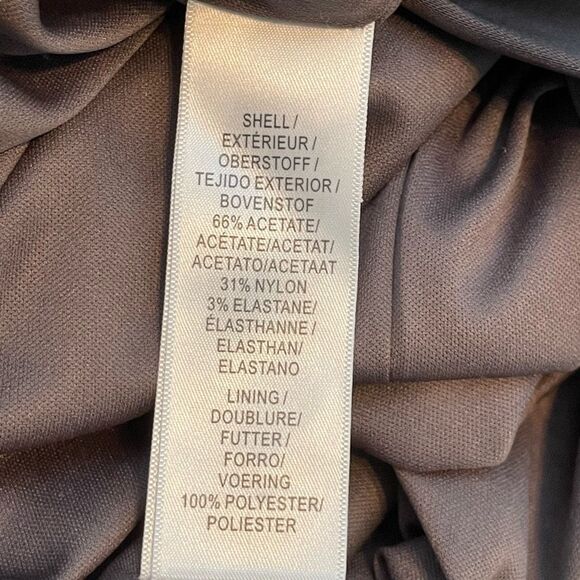 SHELL /
EXTÉRIEUR /
OBERSTOFF /
TEJIDO EXTERIOR /
BOVENSTOF
66% ACETATE/
ACÉTATE/ACETAT/
ACETATO/ACETAAT
31% NYLON
3% ELASTANE/
ÉLASTHANNE /
ELASTHAN/
ELASTANO
LINING /
DOUBLURE/
FUTTER /
FORRO/
VOERING
100% POLYESTER/
POLIESTER